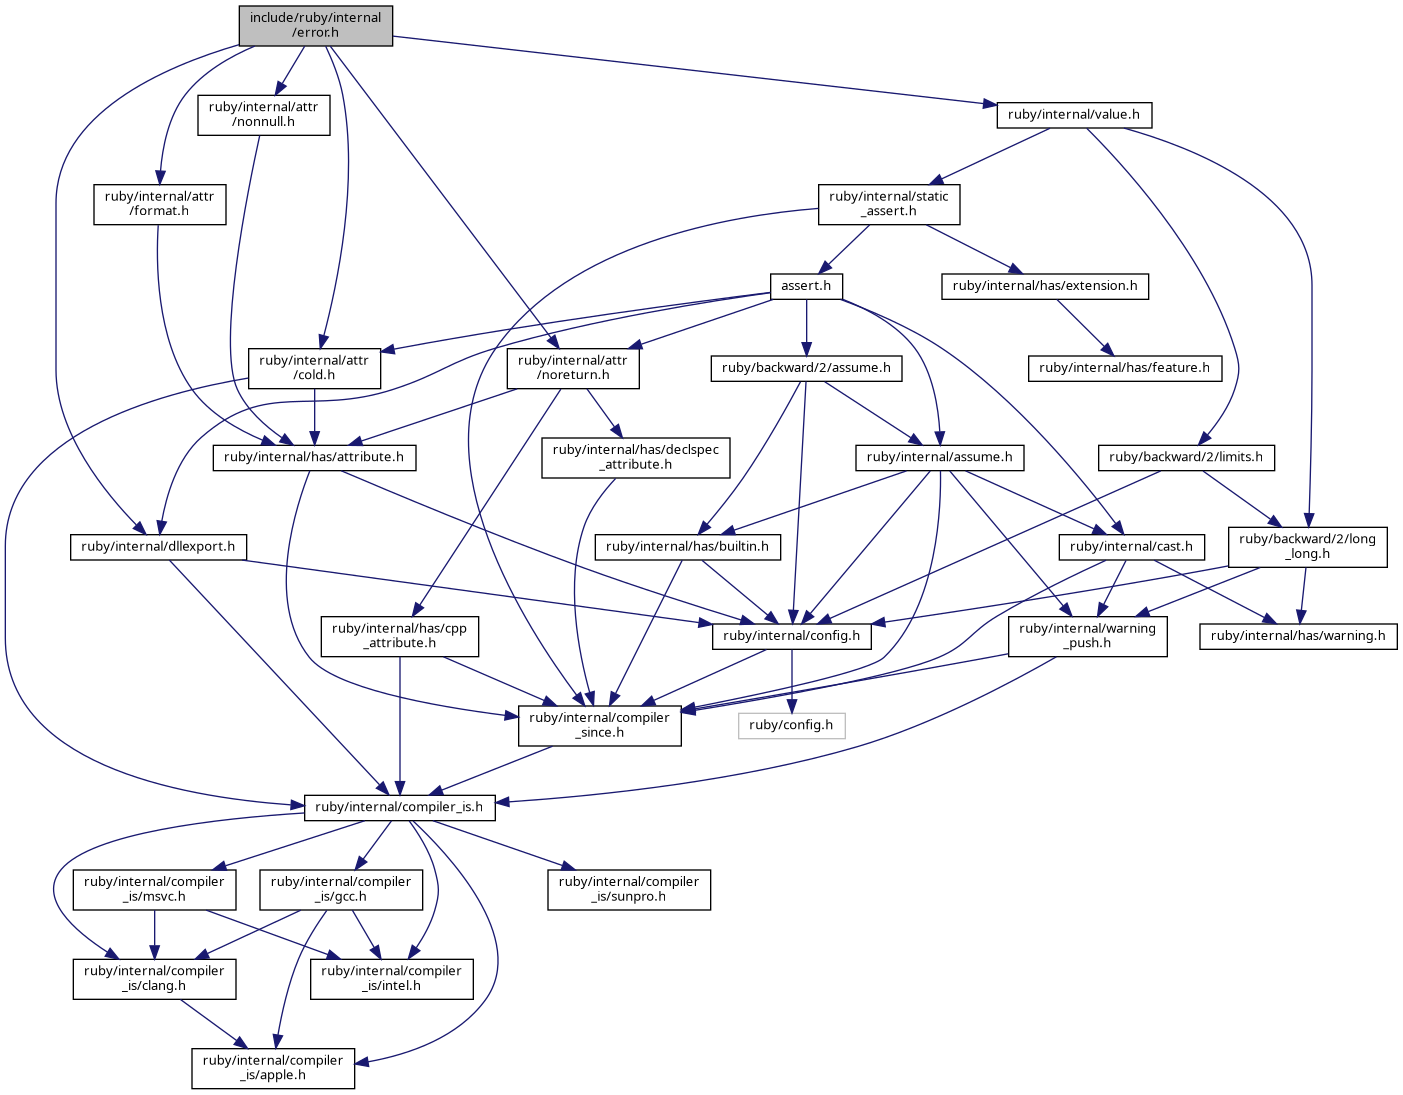 include/ruby/internal
/error.h
ruby/internal/attr
/nonnull.h
ruby/internal/value.h
ruby/internal/attr
/format.h
ruby/internal/static
_assert.h
assert.h
ruby/internal/has/extension.h
ruby/internal/attr
/cold.h
ruby/internal/attr
/noreturn.h
ruby/backward/2/assume.h
ruby/internal/has/feature.h
ruby/internal/has/attribute.h
ruby/internal/has/declspec
_attribute.h
ruby/internal/assume.h
ruby/backward/2/limits.h
ruby/internal/dllexport.h
ruby/internal/has/builtin.h
ruby/internal/cast.h
ruby/backward/2/long
_long.h
ruby/internal/has/cpp
_attribute.h
ruby/internal/config.h
ruby/internal/warning
_push.h
ruby/internal/has/warning.h
ruby/internal/compiler
_since.h
ruby/config.h
ruby/internal/compiler_is.h
ruby/internal/compiler
_is/msvc.h
ruby/internal/compiler
_is/gcc.h
ruby/internal/compiler
_is/sunpro.h
ruby/internal/compiler
_is/clang.h
ruby/internal/compiler
_is/intel.h
ruby/internal/compiler
_is/apple.h